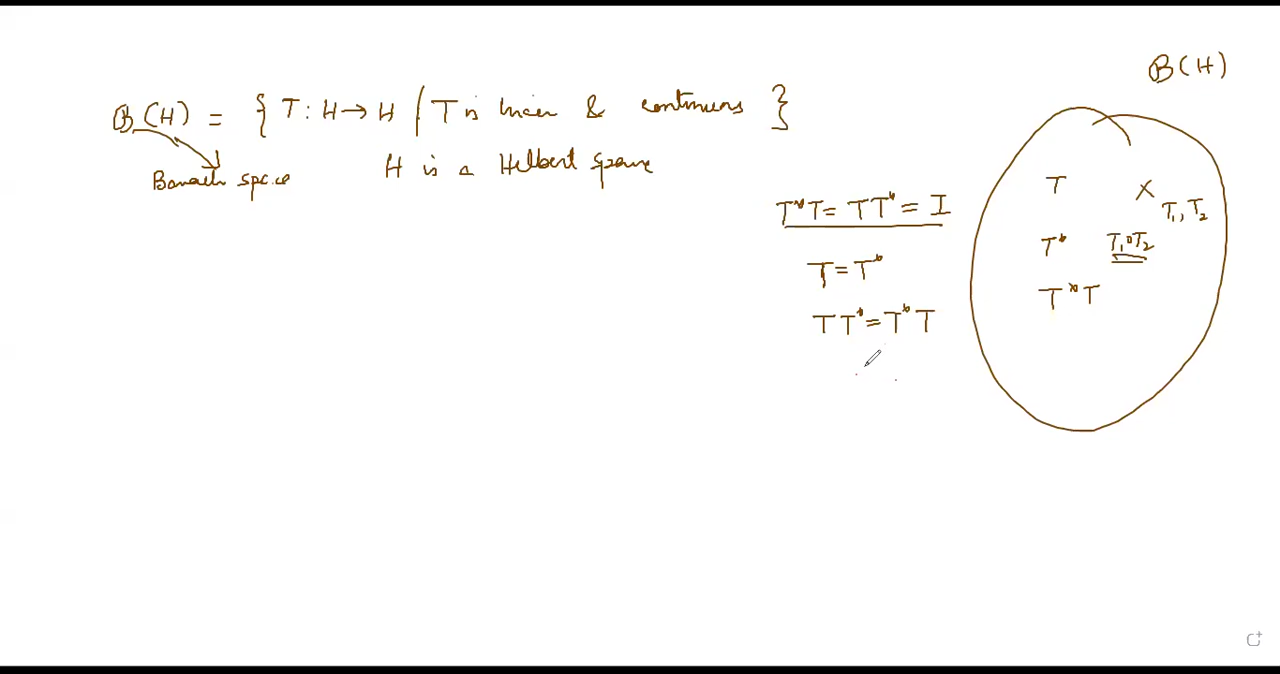 B(H) = { T : H → H / T is linear & continuous }
Banach space
H is a Hilbert space
T*T = TT* = I
T = T*
TT* = T*T
B(H)
T X T₁, T₂
T* T₁∘T₂
T*T